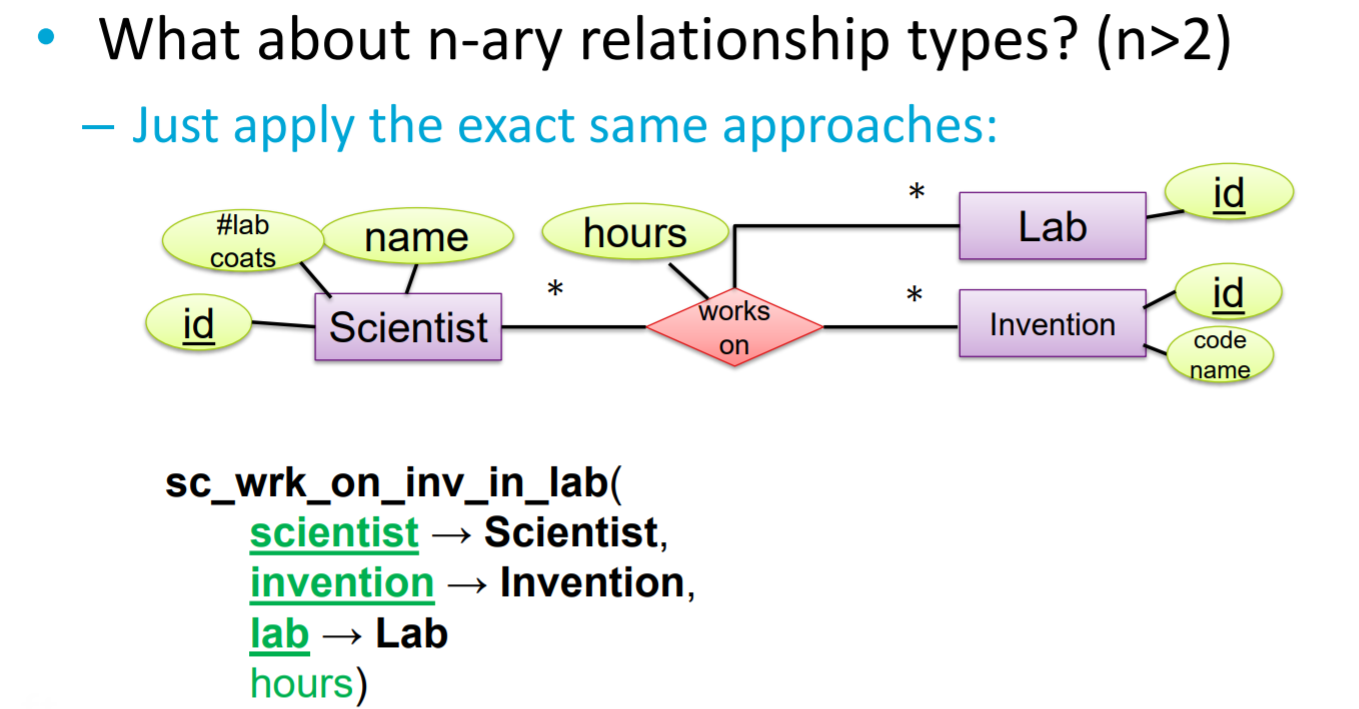 • What about n-ary relationship types? (n>2)
– Just apply the exact same approaches:
#lab
coats
name
hours
*
Lab
id
id
Scientist
*
works
on
*
Invention
id
code
name
sc_wrk_on_inv_in_lab(
scientist → Scientist,
invention → Invention,
lab → Lab
hours)